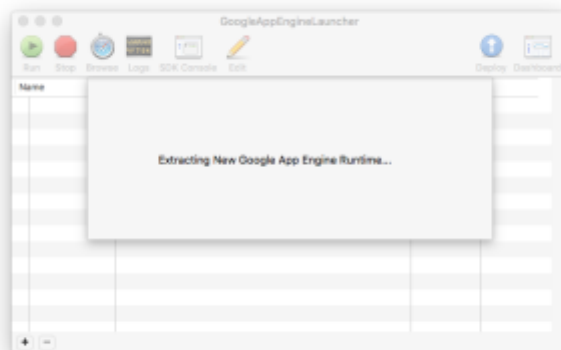 GoogleAppEngineLauncher
Run Stop Browse Logs SDK Console Edit Deploy Dashboard
Name
Extracting New Google App Engine Runtime...